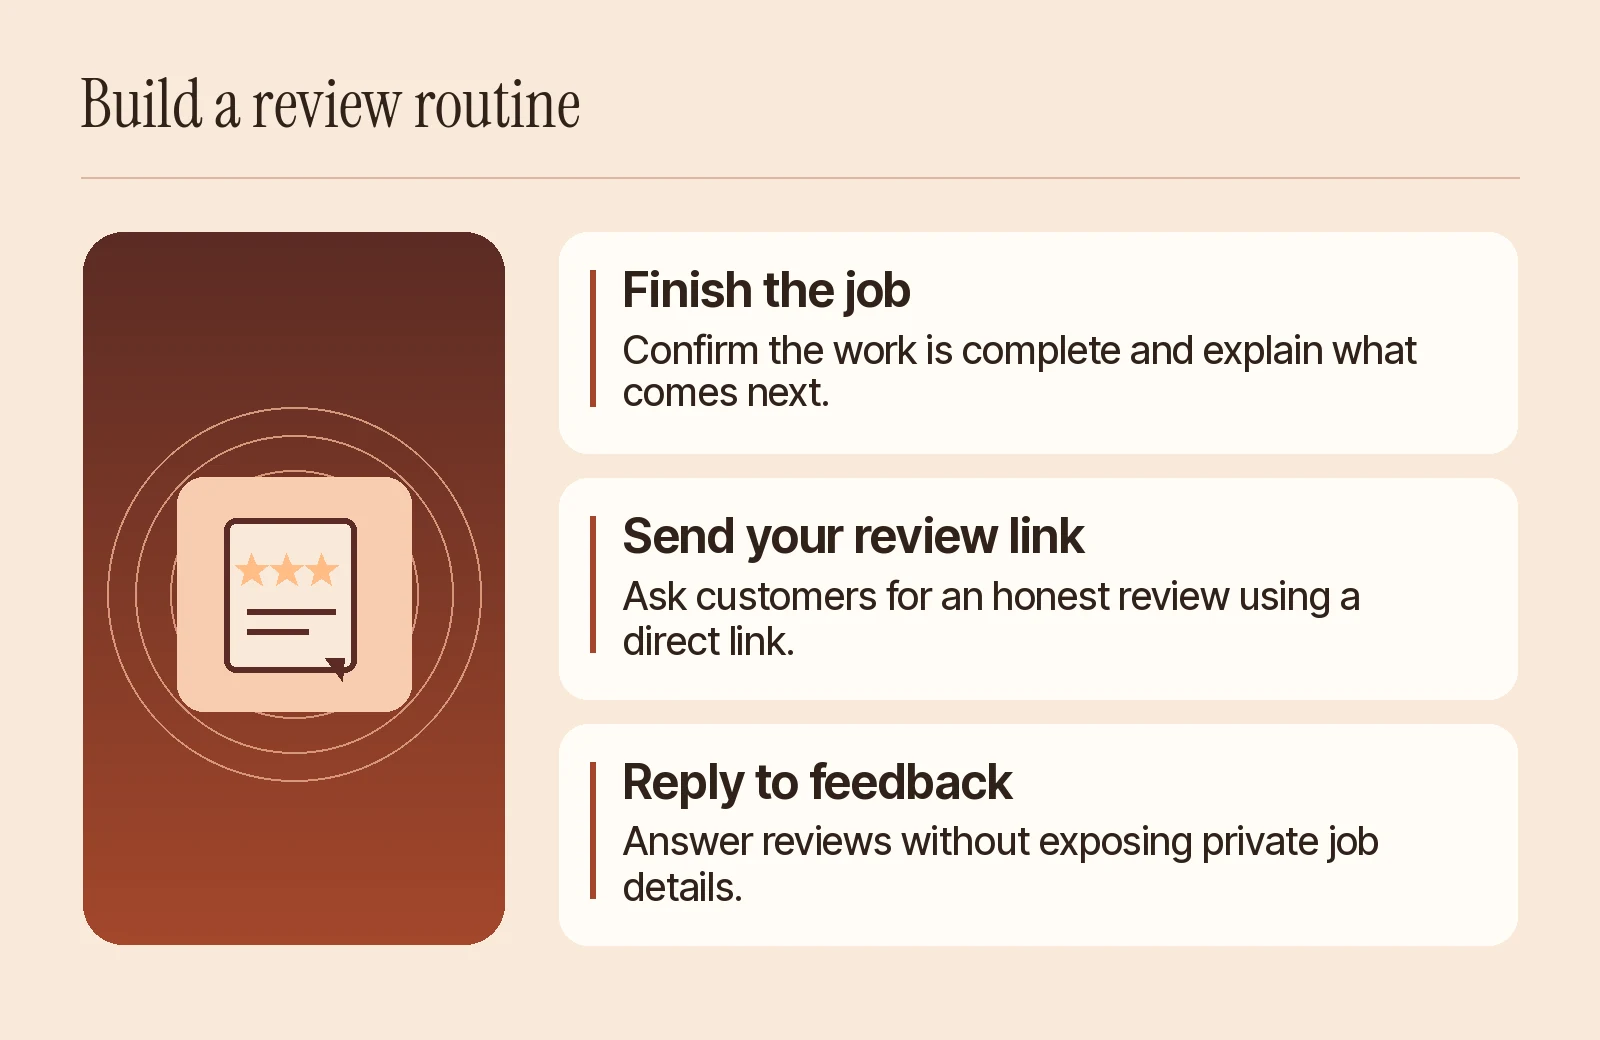 Build a review routine
Finish the job
Confirm the work is complete and explain what
comes next.
Send your review link
Ask customers for an honest review using a
direct link.
Reply to feedback
Answer reviews without exposing private job
details.